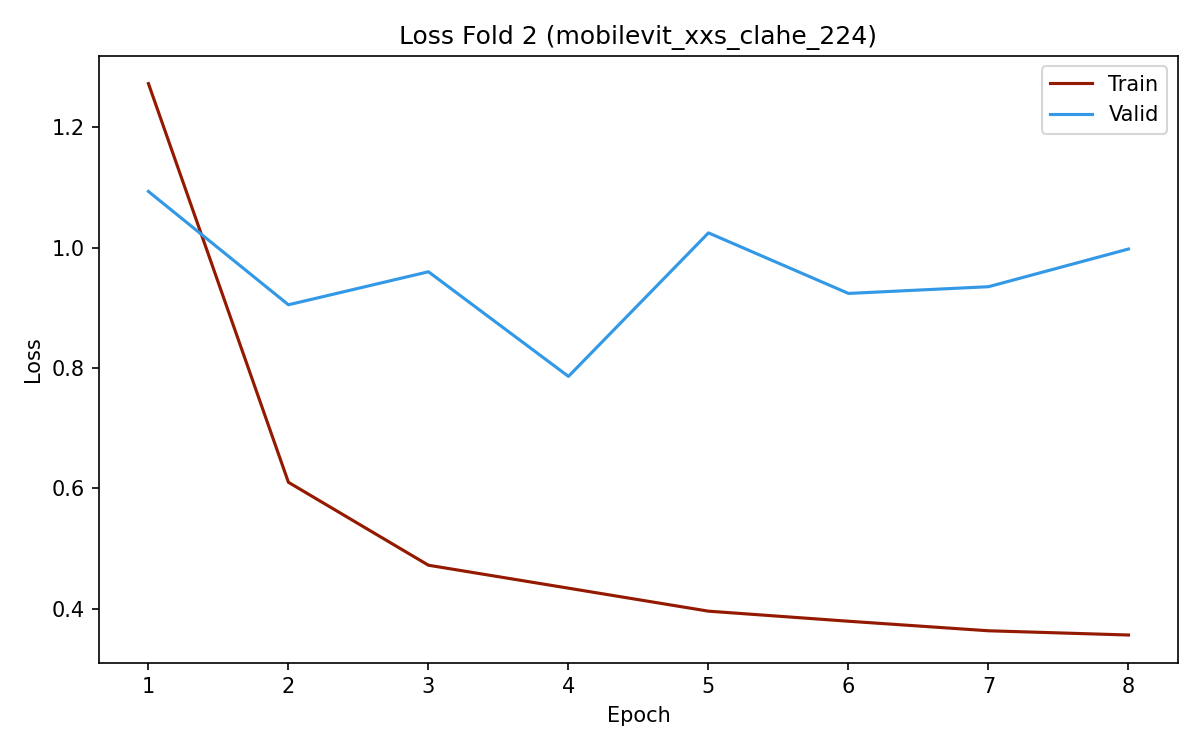 Loss Fold 2 (mobilevit_xxs_clahe_224)
Train
Valid
1.2
1.0
0.8
0.6
0.4
Loss
1 2 3 4 5 6 7 8
Epoch